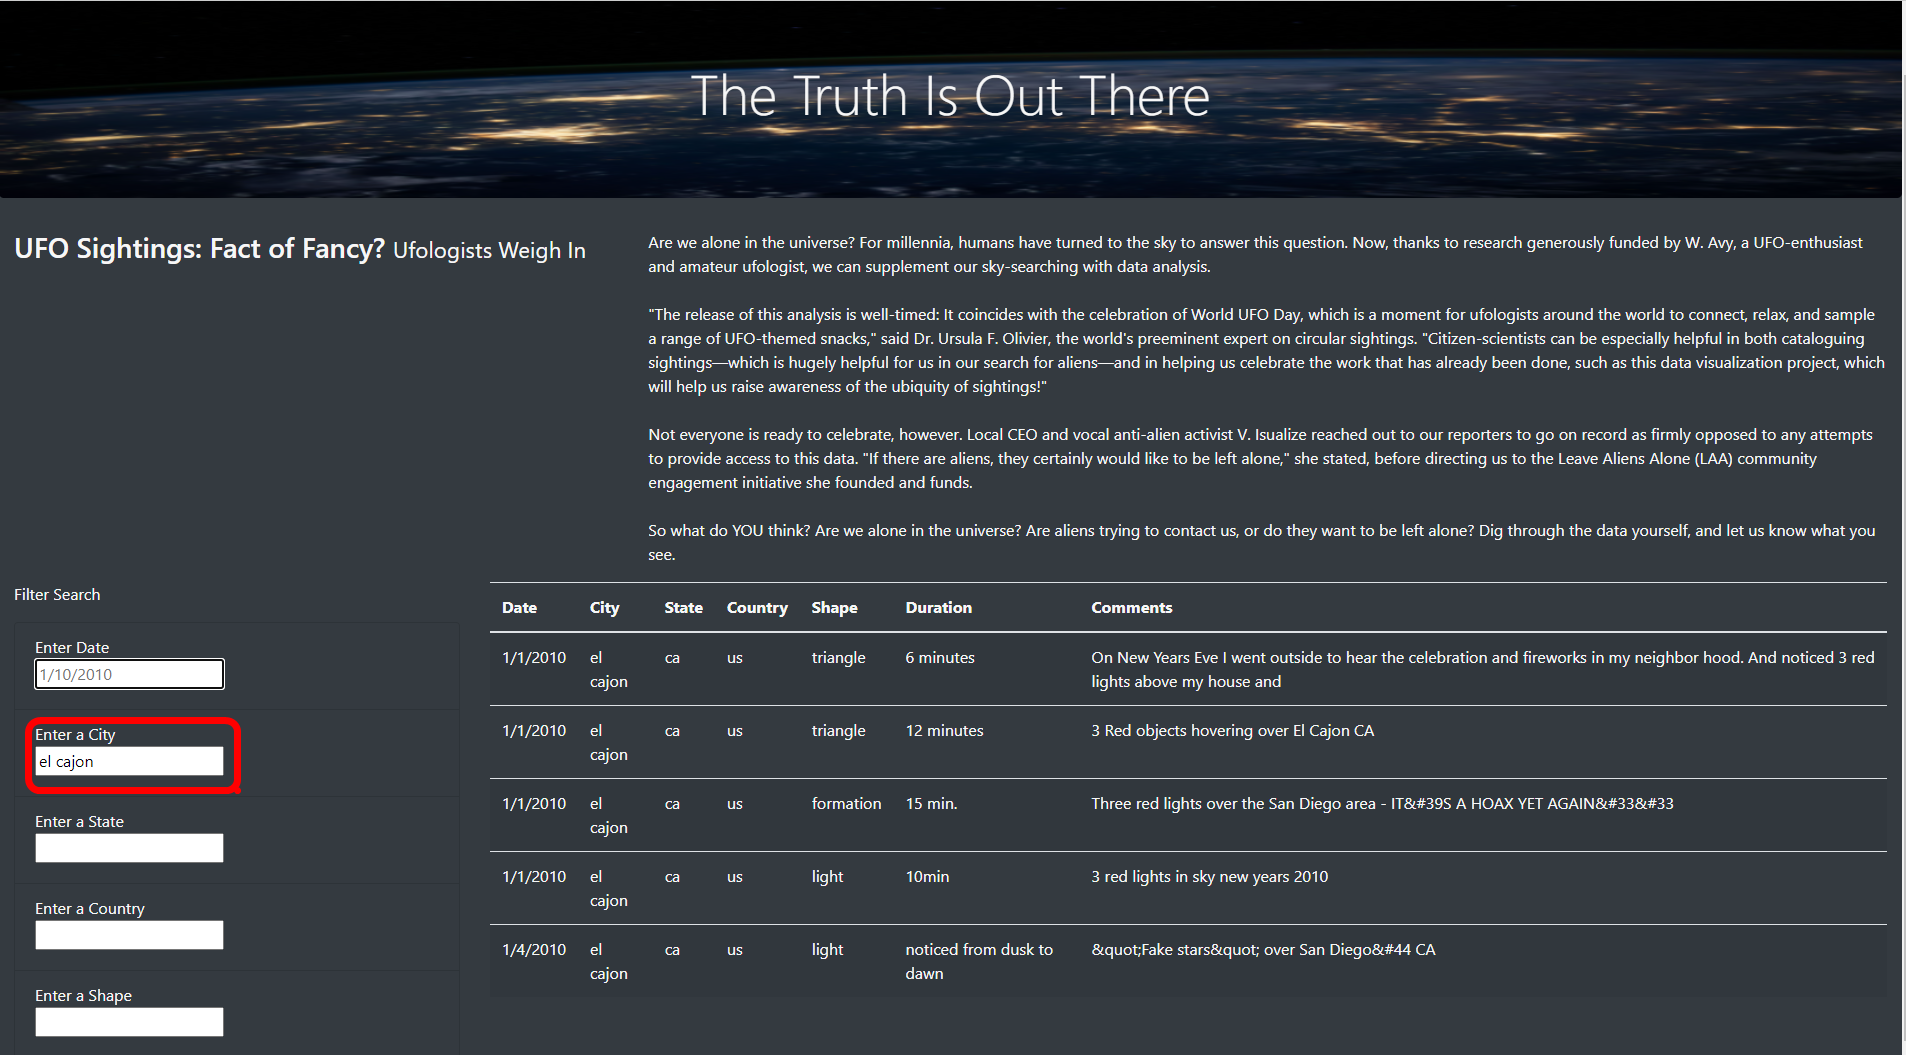 The Truth Is Out There
UFO Sightings: Fact of Fancy? Ufologists Weigh In
Are we alone in the universe? For millennia, humans have turned to the sky to answer this question. Now, thanks to research generously funded by W. Avy, a UFO-enthusiast
and amateur ufologist, we can supplement our sky-searching with data analysis.
"The release of this analysis is well-timed: It coincides with the celebration of World UFO Day, which is a moment for ufologists around the world to connect, relax, and sample
a range of UFO-themed snacks," said Dr. Ursula F. Olivier, the world's preeminent expert on circular sightings. "Citizen-scientists can be especially helpful in both cataloguing
sightings—which is hugely helpful for us in our search for aliens—and in helping us celebrate the work that has already been done, such as this data visualization project, which
will help us raise awareness of the ubiquity of sightings!"
Not everyone is ready to celebrate, however. Local CEO and vocal anti-alien activist V. Isualize reached out to our reporters to go on record as firmly opposed to any attempts
to provide access to this data. "If there are aliens, they certainly would like to be left alone," she stated, before directing us to the Leave Aliens Alone (LAA) community
engagement initiative she founded and funds.
So what do YOU think? Are we alone in the universe? Are aliens trying to contact us, or do they want to be left alone? Dig through the data yourself, and let us know what you
see.
Filter Search
Enter Date
1/10/2010
Enter a City
el cajon
Enter a State
Enter a Country
Enter a Shape
Date City State Country Shape Duration Comments
1/1/2010 el ca us triangle 6 minutes On New Years Eve I went outside to hear the celebration and fireworks in my neighbor hood. And noticed 3 red
cajon lights above my house and
1/1/2010 el ca us triangle 12 minutes 3 Red objects hovering over El Cajon CA
cajon
1/1/2010 el ca us formation 15 min. Three red lights over the San Diego area - IT&#39S A HOAX YET AGAIN&#33&#33
cajon
1/1/2010 el ca us light 10min 3 red lights in sky new years 2010
cajon
1/4/2010 el ca us light noticed from dusk to &quot;Fake stars&quot; over San Diego&#44 CA
cajon dawn